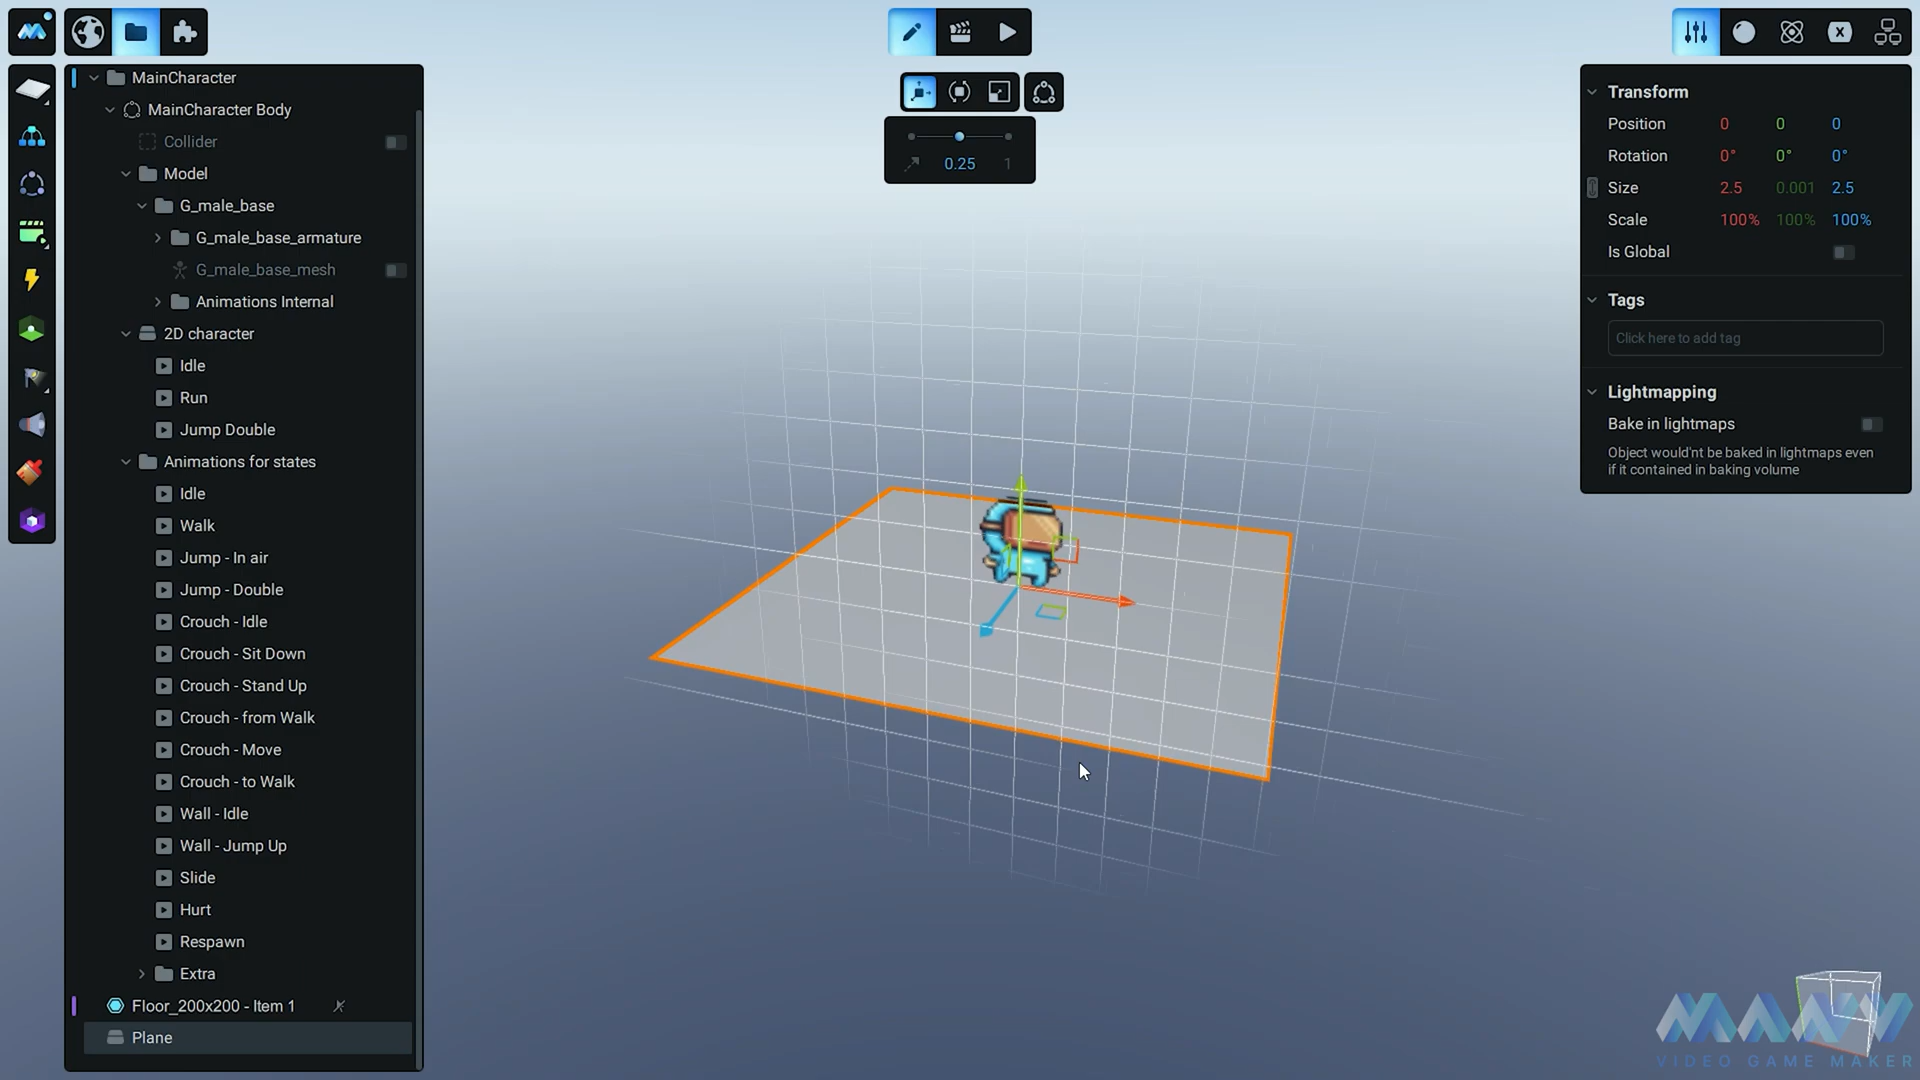 MainCharacter
MainCharacter Body
Collider
Model
G_male_base
G_male_base_armature
G_male_base_mesh
Animations Internal
2D character
Idle
Run
Jump Double
Animations for states
Idle
Walk
Jump - In air
Jump - Double
Crouch - Idle
Crouch - Sit Down
Crouch - Stand Up
Crouch - from Walk
Crouch - Move
Crouch - to Walk
Wall - Idle
Wall - Jump Up
Slide
Hurt
Respawn
Extra
Floor_200x200 - Item 1
Plane
0.25 1
Transform
Position 0 0 0
Rotation 0° 0° 0°
Size 2.5 0.001 2.5
Scale 100% 100% 100%
Is Global
Tags
Click here to add tag
Lightmapping
Bake in lightmaps
Object would'nt be baked in lightmaps even
if it contained in baking volume
VIDEO GAME MAKER